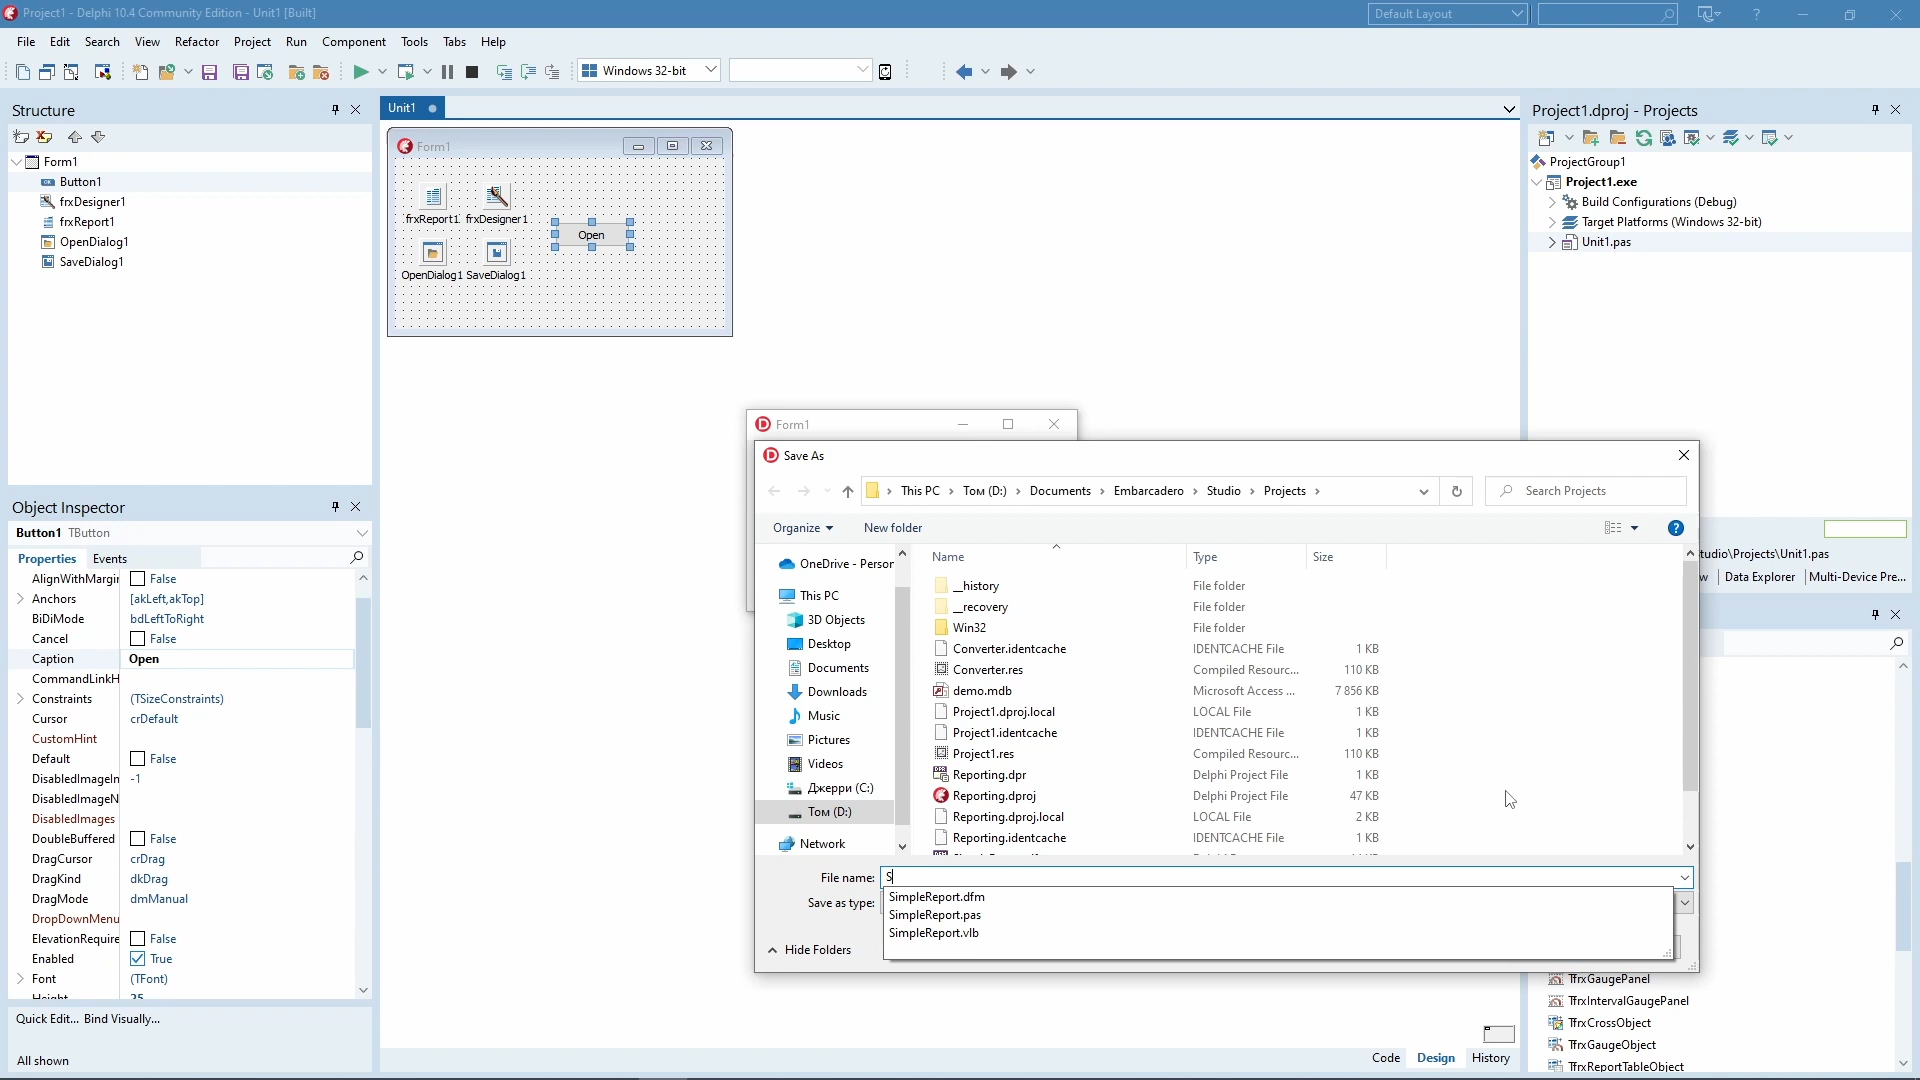 Project1 - Delphi 10.4 Community Edition - Unit1 [Built]
Default Layout
File Edit Search View Refactor Project Run Component Tools Tabs Help
Windows 32-bit
Structure
Form1
Button1
frxDesigner1
frxReport1
OpenDialog1
SaveDialog1
Object Inspector
Button1 TButton
Properties Events
AlignWithMargin False
Anchors [akLeft,akTop]
BiDiMode bdLeftToRight
Cancel False
Caption Open
CommandLinkH
Constraints (TSizeConstraints)
Cursor crDefault
CustomHint
Default False
DisabledImageIn -1
DisabledImageN
DisabledImages
DoubleBuffered False
DragCursor crDrag
DragKind dkDrag
DragMode dmManual
DropDownMenu
ElevationRequire False
Enabled True
Font (TFont)
Height 25
Quick Edit... Bind Visually...
All shown
Unit1
Form1
frxReport1 frxDesigner1
Open
OpenDialog1 SaveDialog1
Form1
Save As
This PC Том (D:) Documents Embarcadero Studio Projects
Search Projects
Organize New folder
OneDrive - Person
This PC
3D Objects
Desktop
Documents
Downloads
Music
Pictures
Videos
Джерри (C:)
Том (D:)
Network
Name Type Size
__history File folder
__recovery File folder
Win32 File folder
Converter.identcache IDENTCACHE File 1 KB
Converter.res Compiled Resourc... 110 KB
demo.mdb Microsoft Access ... 7 856 KB
Project1.dproj.local LOCAL File 1 KB
Project1.identcache IDENTCACHE File 1 KB
Project1.res Compiled Resourc... 110 KB
Reporting.dpr Delphi Project File 1 KB
Reporting.dproj Delphi Project File 47 KB
Reporting.dproj.local LOCAL File 2 KB
Reporting.identcache IDENTCACHE File 1 KB
File name: S
Save as type:
SimpleReport.dfm
SimpleReport.pas
SimpleReport.vlb
Hide Folders
Code Design History
Project1.dproj - Projects
ProjectGroup1
Project1.exe
Build Configurations (Debug)
Target Platforms (Windows 32-bit)
Unit1.pas
tudio\Projects\Unit1.pas
w Data Explorer Multi-Device Pre...
TfrxGaugePanel
TfrxIntervalGaugePanel
TfrxCrossObject
TfrxGaugeObject
TfrxReportTableObject